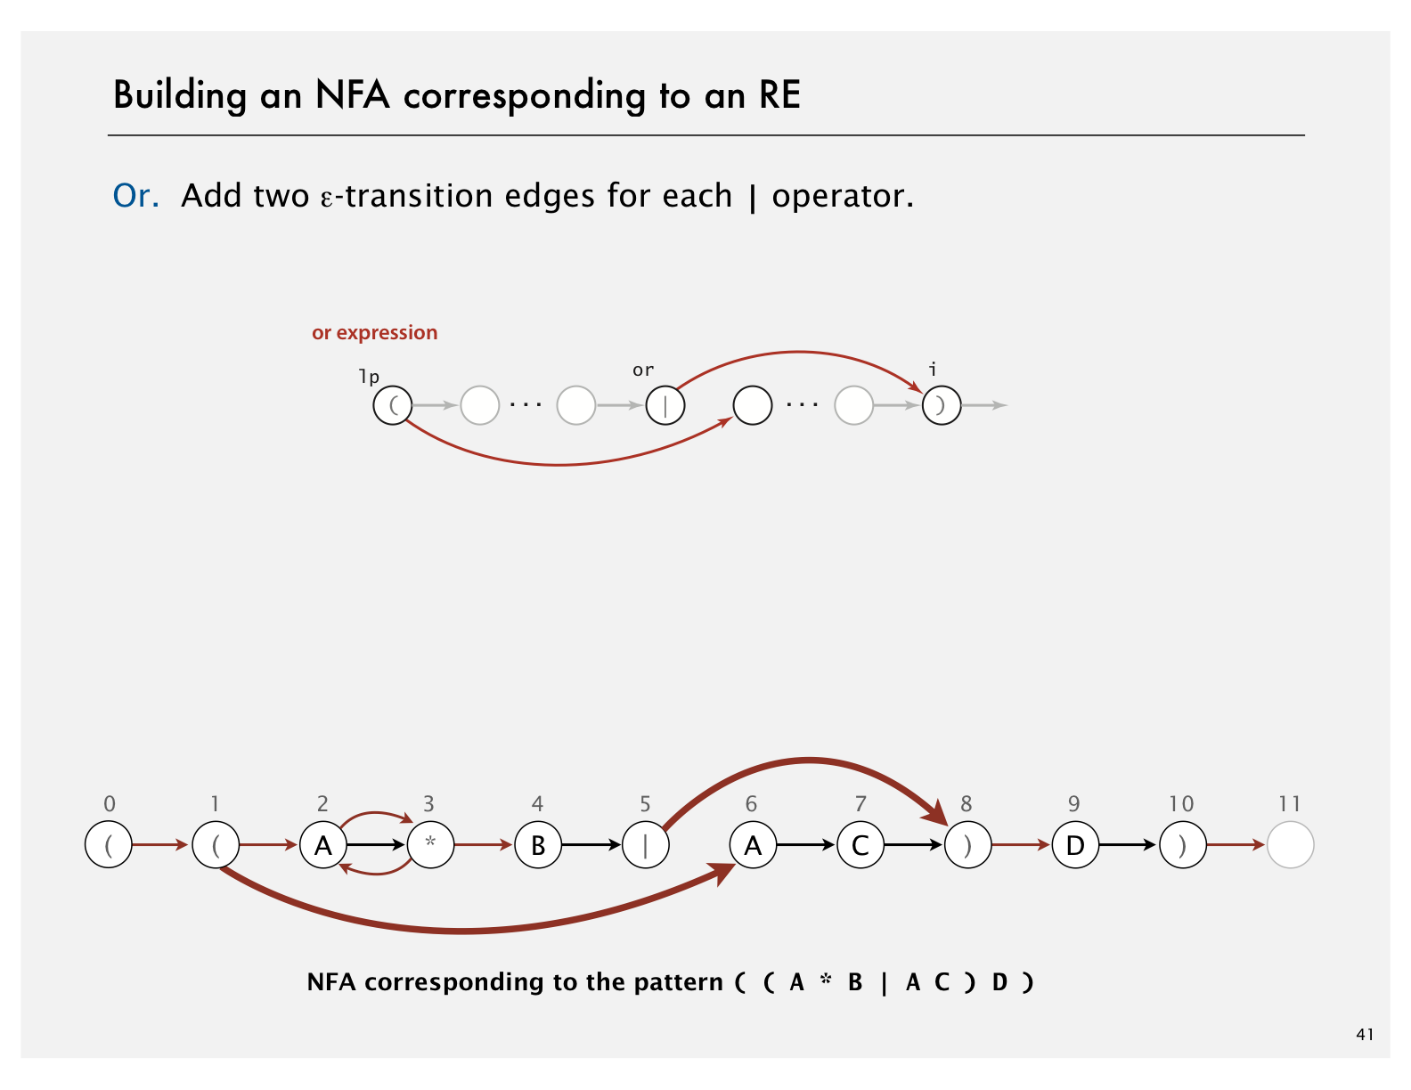 Building an NFA corresponding to an RE
Or. Add two ε-transition edges for each | operator.
or expression
lp or i
( | )
0 1 2 3 4 5 6 7 8 9 10 11
( ( A * B | A C ) D )
NFA corresponding to the pattern ( ( A * B | A C ) D )
41